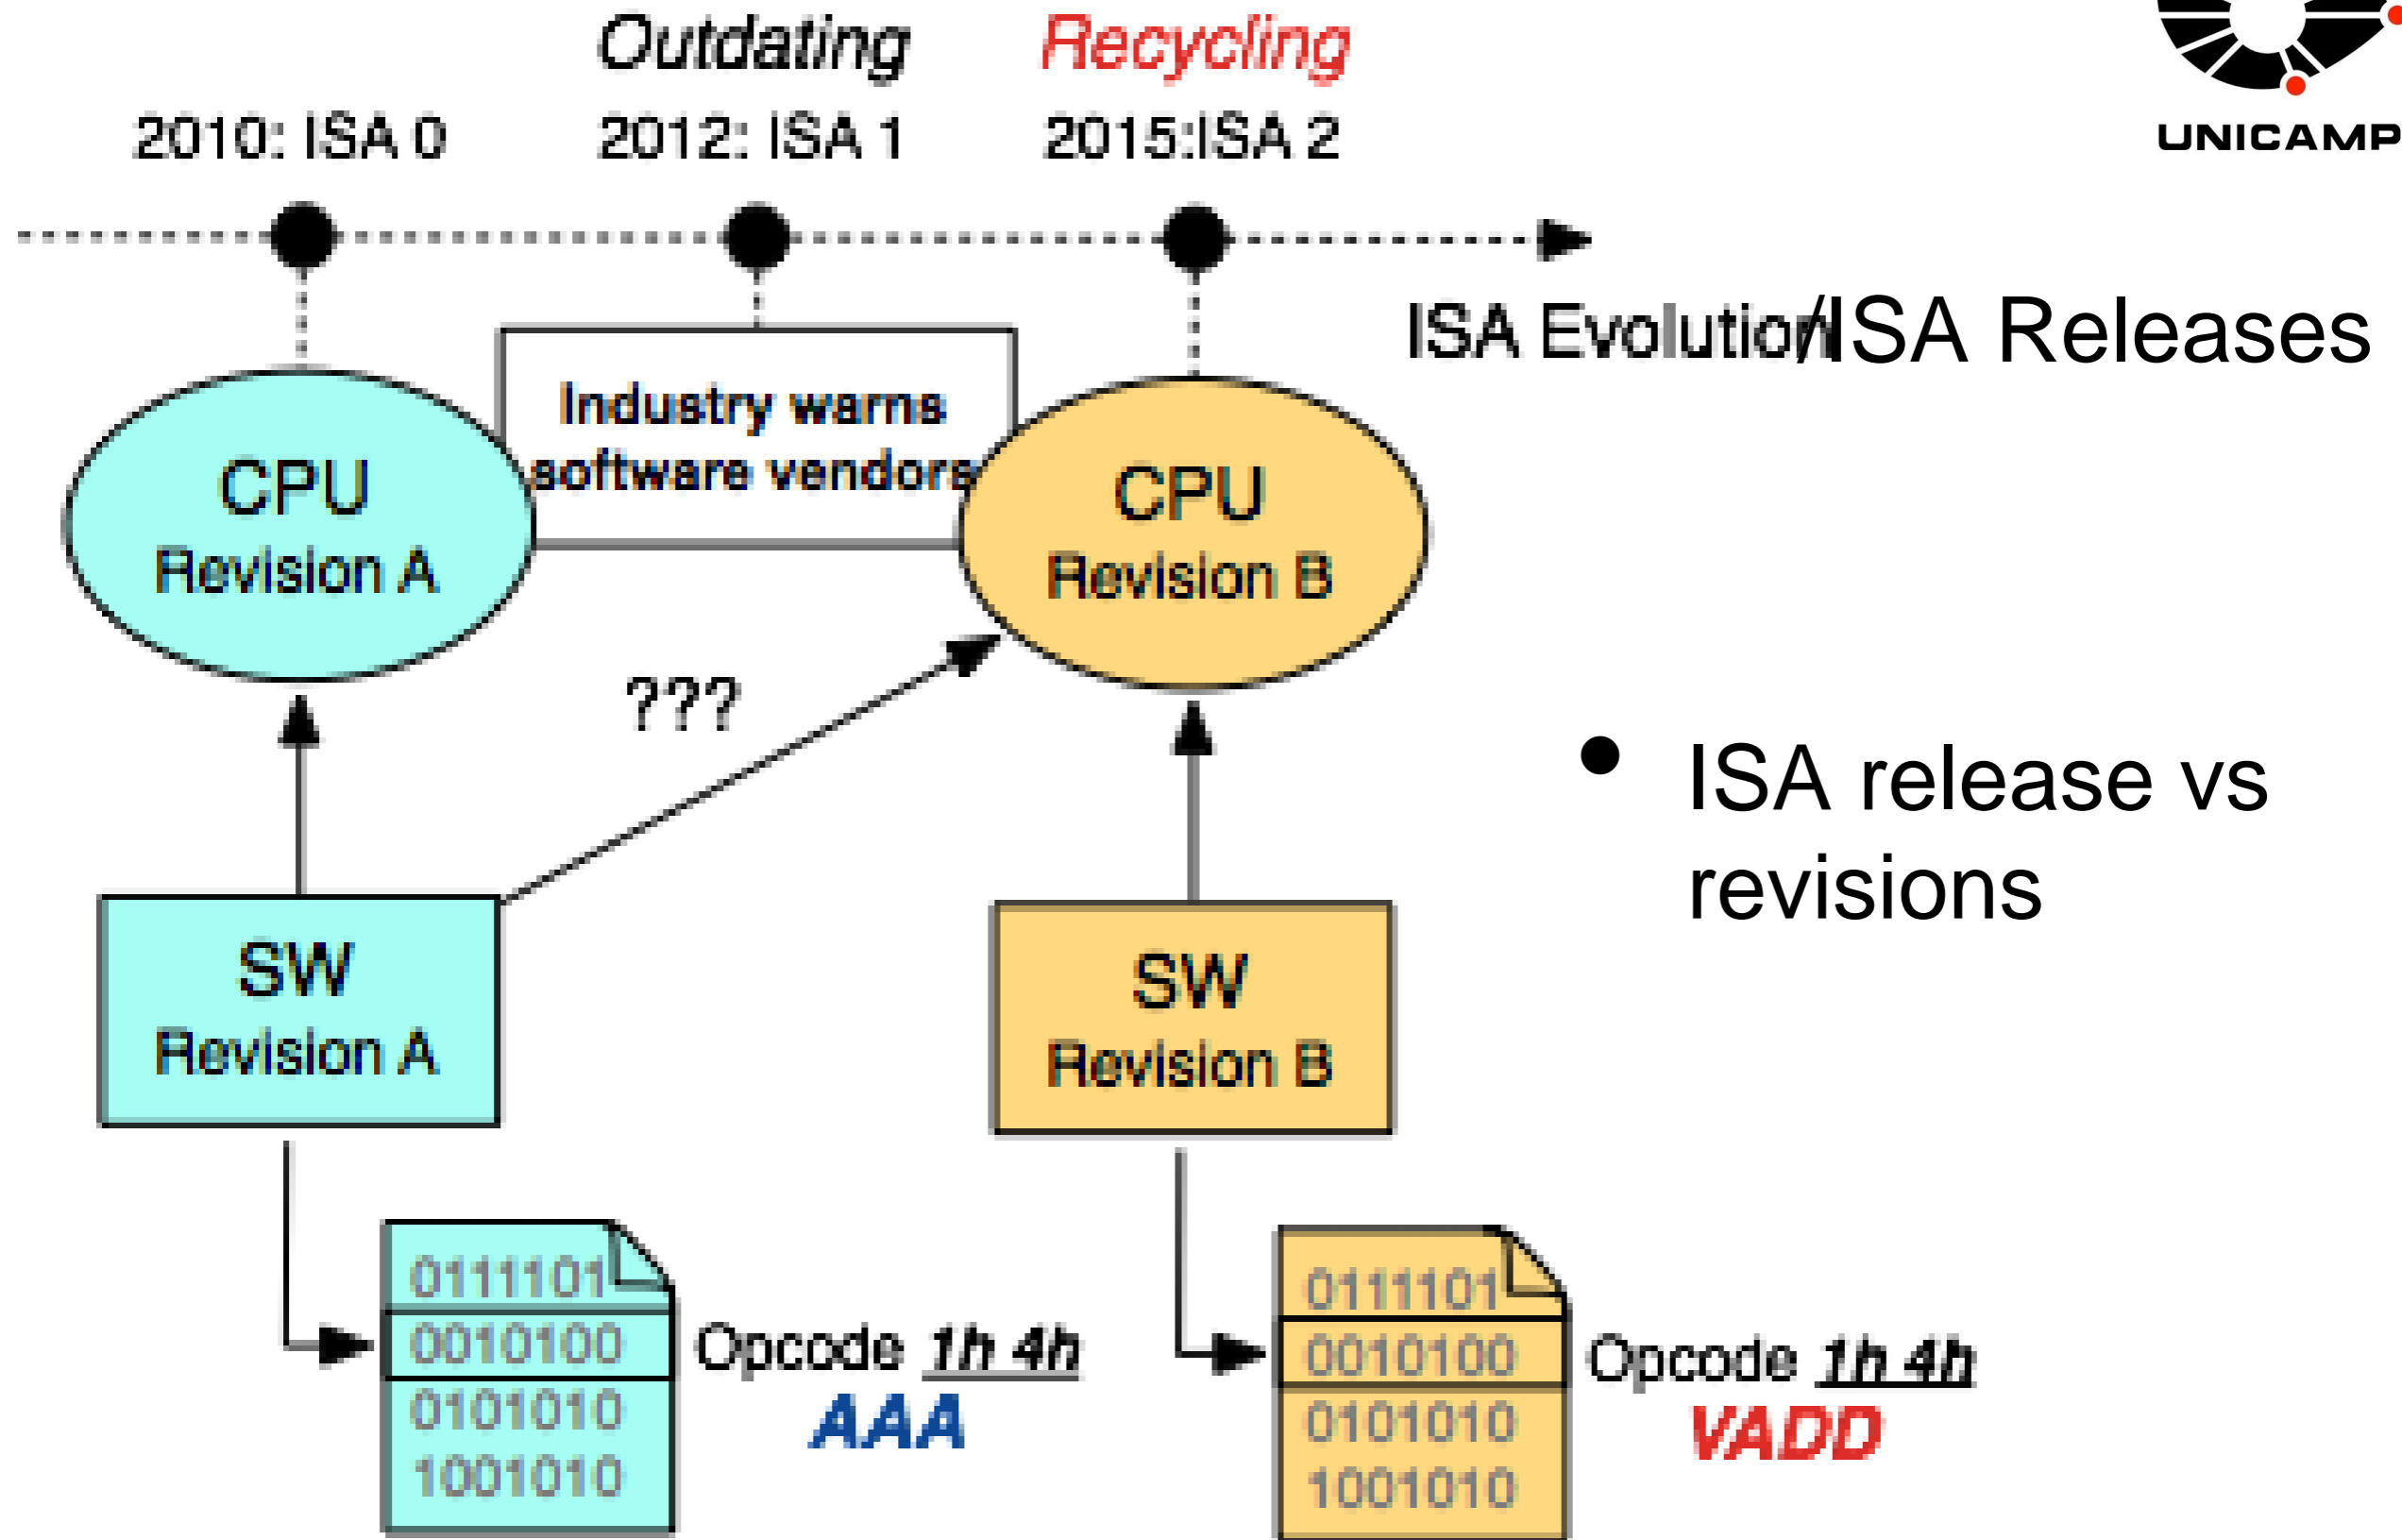 Outdating Recycling
2010: ISA 0 2012: ISA 1 2015:ISA 2
UNICAMP
ISA Evolution/ISA Releases
Industry warns
software vendors
CPU
Revision A
CPU
Revision B
???
• ISA release vs
revisions
SW
Revision A
SW
Revision B
0111101
0010100
0101010
1001010
Opcode 1h 4h
AAA
0111101
0010100
0101010
1001010
Opcode 1h 4h
VADD